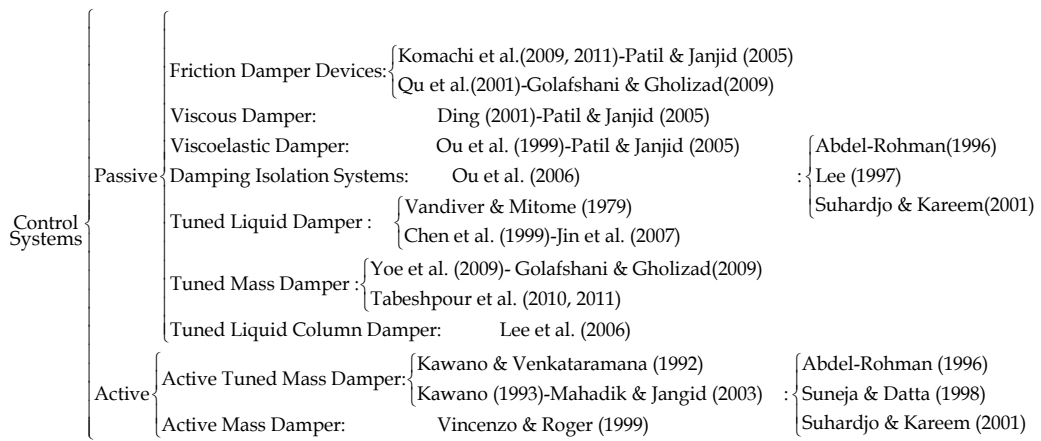 Control Systems
Passive
Friction Damper Devices: Komachi et al.(2009, 2011)-Patil & Janjid (2005)
Qu et al.(2001)-Golafshani & Gholizad(2009)
Viscous Damper: Ding (2001)-Patil & Janjid (2005)
Viscoelastic Damper: Ou et al. (1999)-Patil & Janjid (2005)
Damping Isolation Systems: Ou et al. (2006)
Tuned Liquid Damper : Vandiver & Mitome (1979)
Chen et al. (1999)-Jin et al. (2007)
Tuned Mass Damper : Yoe et al. (2009)- Golafshani & Gholizad(2009)
Tabeshpour et al. (2010, 2011)
Tuned Liquid Column Damper: Lee et al. (2006)
: Abdel-Rohman(1996)
Lee (1997)
Suhardjo & Kareem(2001)
Active
Active Tuned Mass Damper: Kawano & Venkataramana (1992)
Kawano (1993)-Mahadik & Jangid (2003)
Active Mass Damper: Vincenzo & Roger (1999)
: Abdel-Rohman (1996)
Suneja & Datta (1998)
Suhardjo & Kareem (2001)